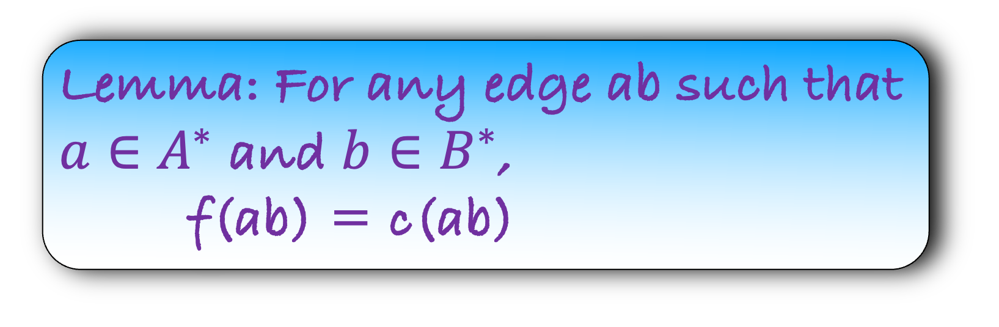 Lemma: For any edge ab such that
𝑎 ∈ 𝐴* and 𝑏 ∈ 𝐵*,
f(ab) = c(ab)